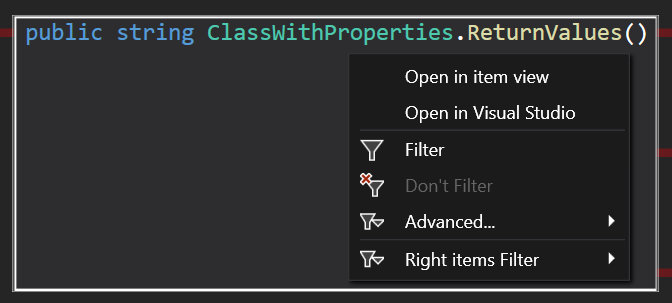 public string ClassWithProperties.ReturnValues()
Open in item view
Open in Visual Studio
Filter
Don't Filter
Advanced...
Right items Filter